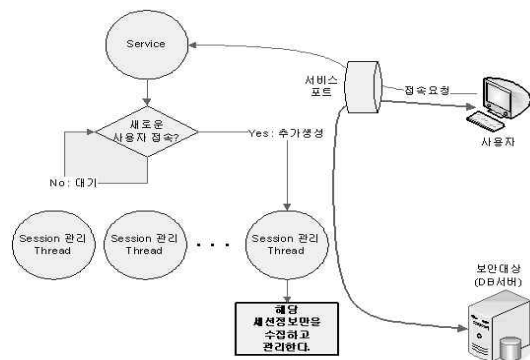 Service
서비스
포트
접속요청
사용자
새로운
사용자 접속?
Yes : 추가생성
No : 대기
Session 관리
Thread
Session 관리
Thread
• • •
Session 관리
Thread
해당
세션정보만을
수집하고
관리한다.
보안대상
(DB서버)